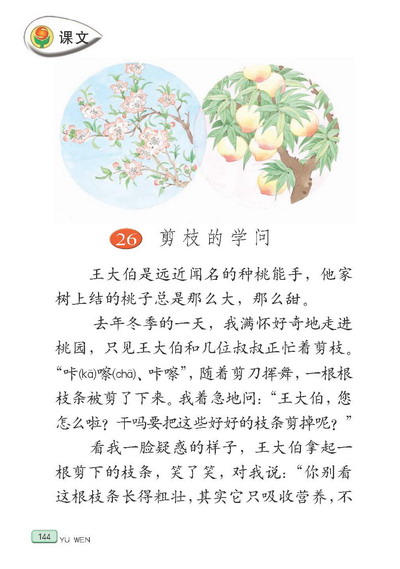 课文
26 剪枝的学问
王大伯是远近闻名的种桃能手，他家
树上结的桃子总是那么大，那么甜。
去年冬季的一天，我满怀好奇地走进
桃园，只见王大伯和几位叔叔正忙着剪枝。
“咔(kā)嚓(chā)、咔嚓”，随着剪刀挥舞，一根根
枝条被剪了下来。我着急地问：“王大伯，您
怎么啦？干吗要把这些好好的枝条剪掉呢？”
看我一脸疑惑的样子，王大伯拿起一
根剪下的枝条，笑了笑，对我说：“你别看
这根枝条长得粗壮，其实它只吸收营养，不
144 YU WEN